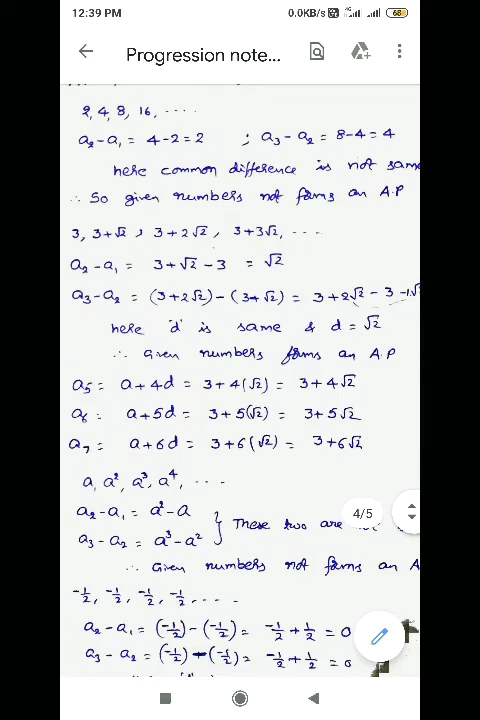 12:39 PM
0.0KB/s
68
Progression note...
2, 4, 8, 16, ....
a₂-a₁ = 4-2 = 2 ; a₃-a₂ = 8-4 = 4
here common difference is not same
∴ So given numbers not forms an A.P
3, 3+√2, 3+2√2, 3+3√2, ....
a₂-a₁ = 3+√2-3 = √2
a₃-a₂ = (3+2√2)-(3+√2) = 3+2√2-3-1√
here 'd' is same & d=√2
∴ Given numbers forms an A.P
a₅ = a+4d = 3+4(√2) = 3+4√2
a₆ = a+5d = 3+5(√2) = 3+5√2
a₇ = a+6d = 3+6(√2) = 3+6√2
a, a², a³, a⁴, ....
a₂-a₁ = a²-a
a₃-a₂ = a³-a² } These two are
4/5
∴ Given numbers not forms an A
-1/2, -1/2, -1/2, -1/2, ....
a₂-a₁ = (-1/2)-(-1/2) = -1/2+1/2 = 0
a₃-a₂ = (-1/2)-(-1/2) = -1/2+1/2 = 0